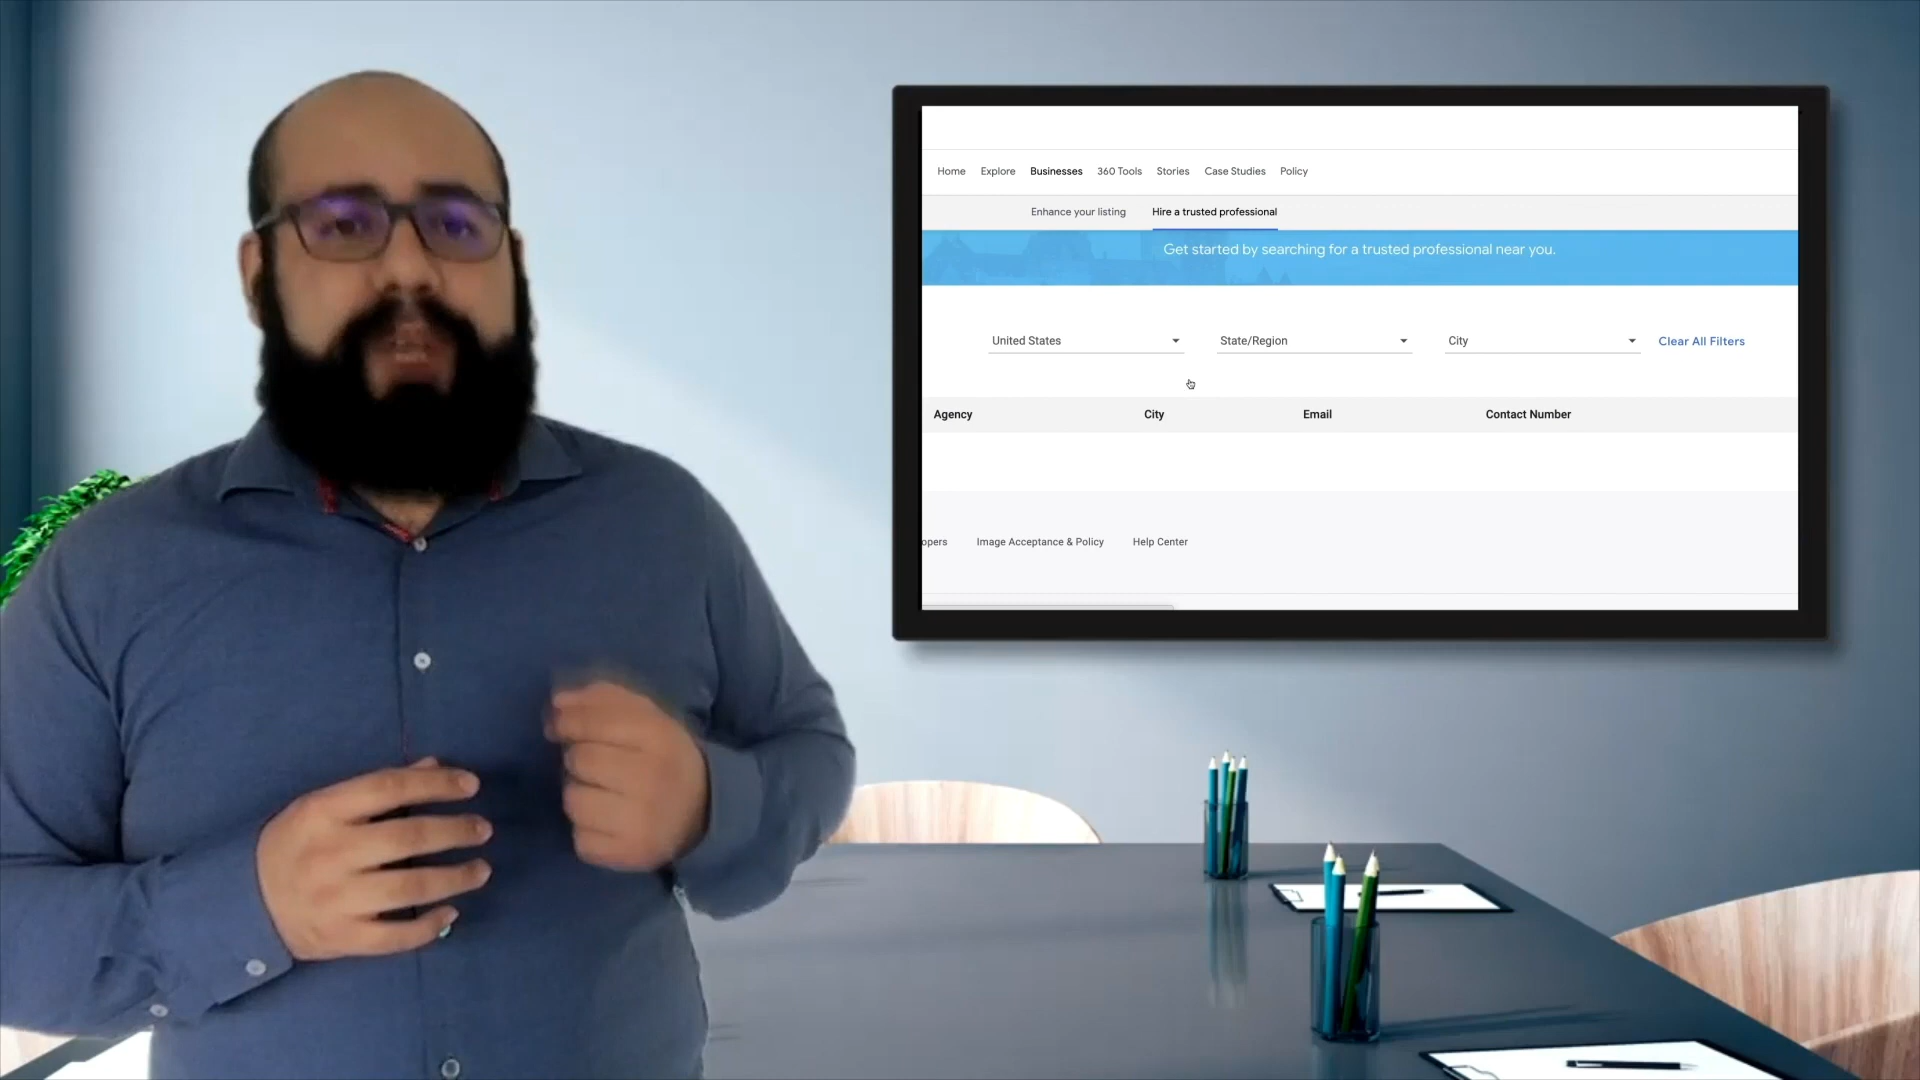 Home Explore Businesses 360 Tools Stories Case Studies Policy
Enhance your listing Hire a trusted professional
Get started by searching for a trusted professional near you.
United States State/Region City Clear All Filters
Agency City Email Contact Number
opers Image Acceptance & Policy Help Center